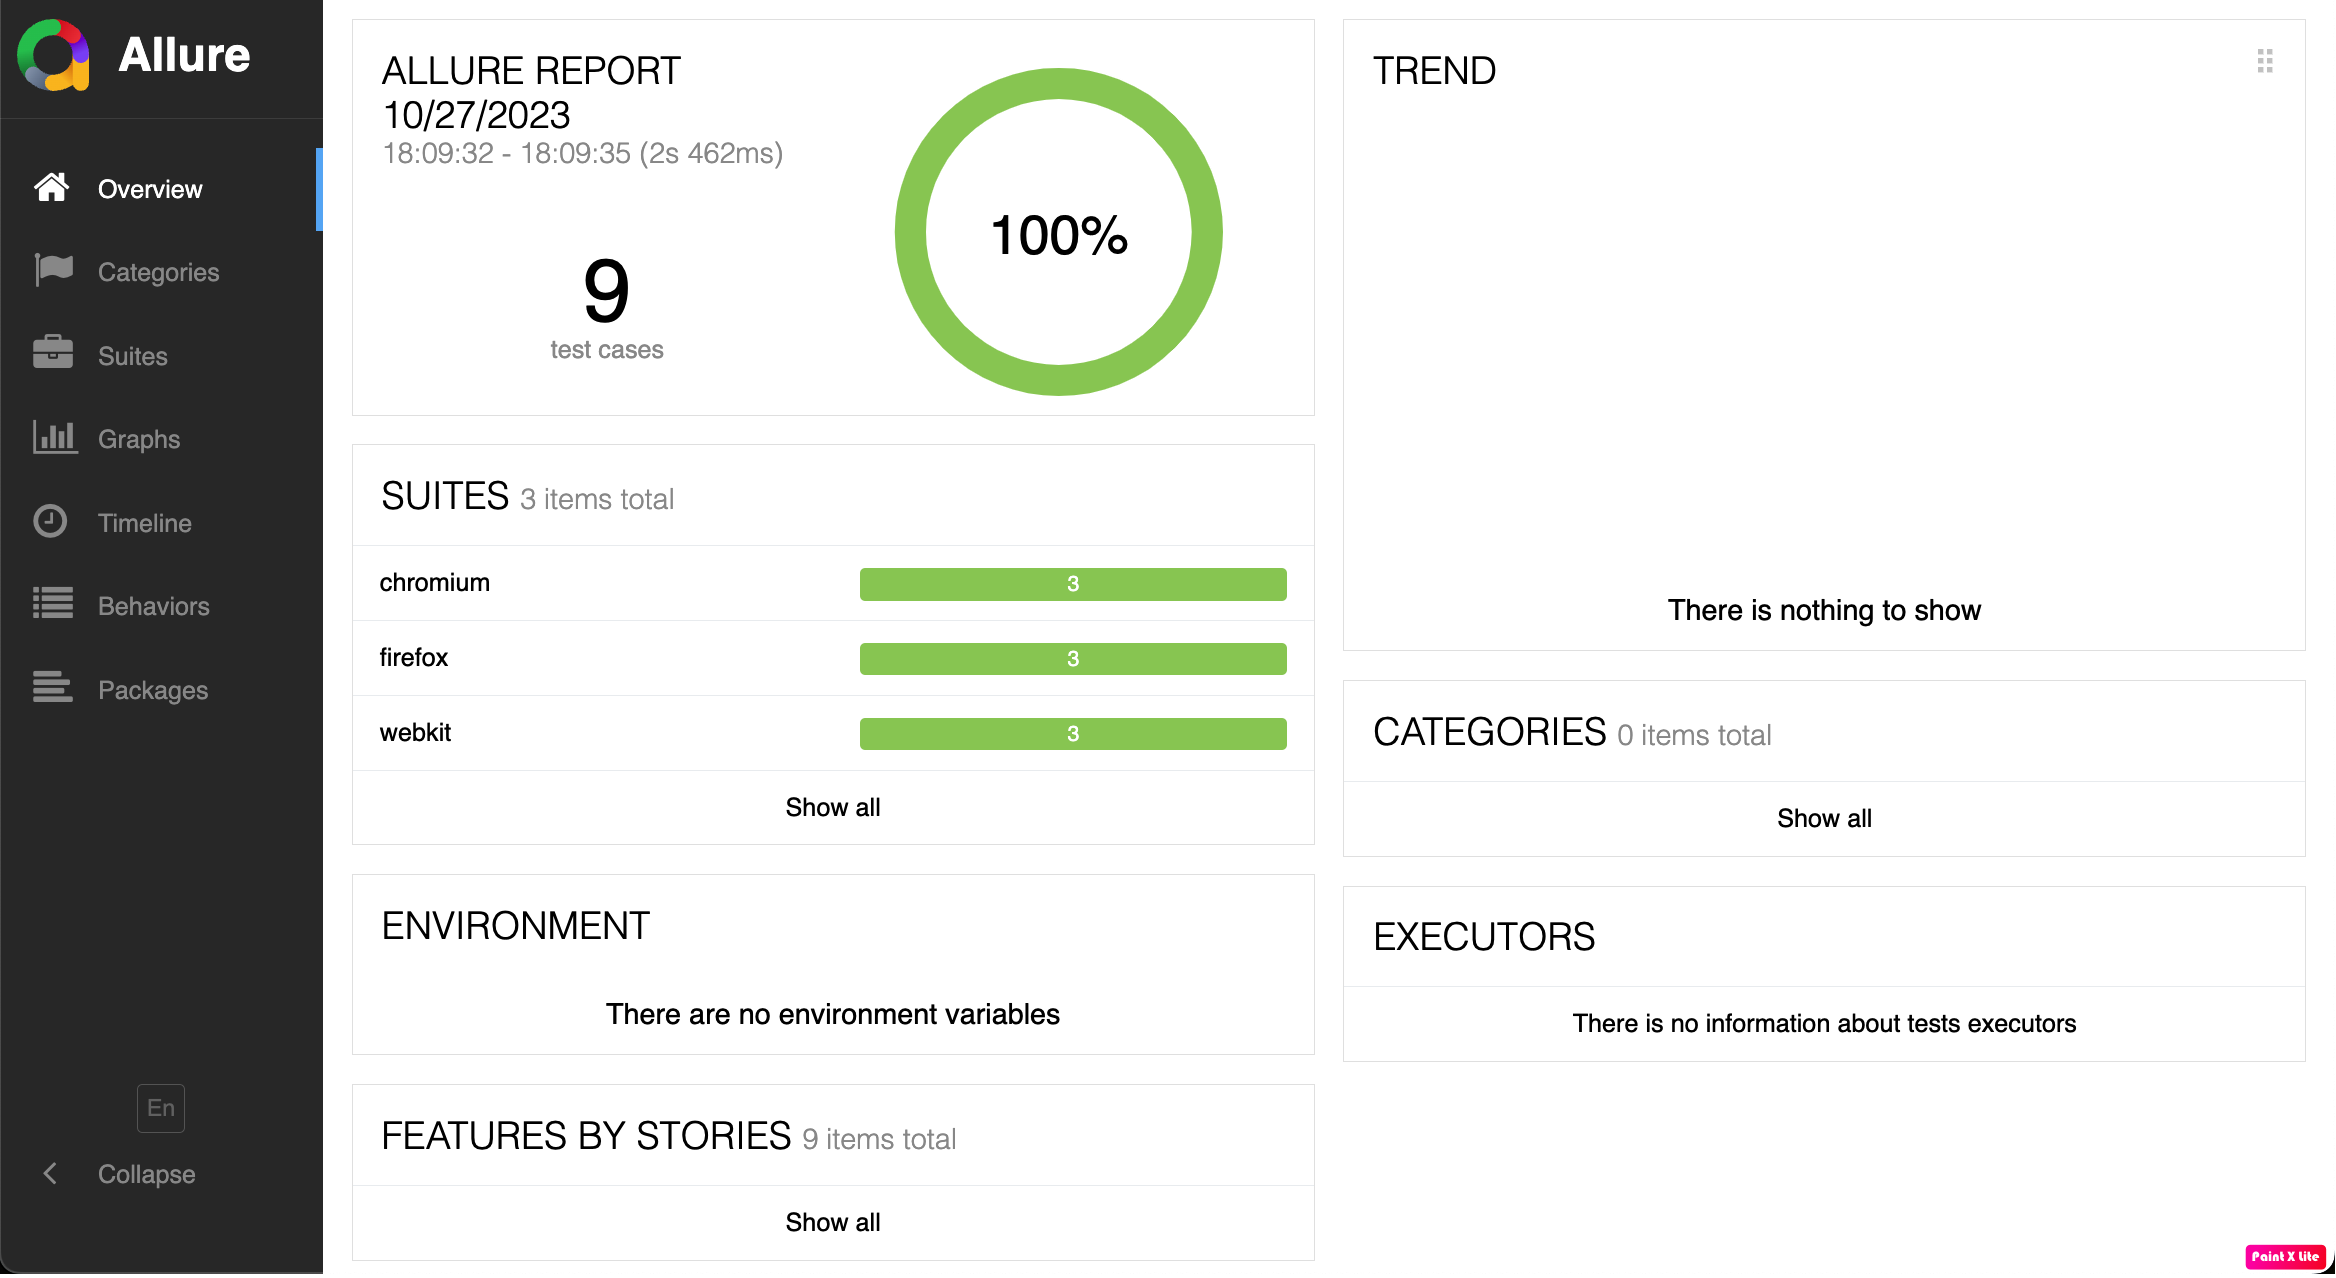 Allure
Overview
Categories
Suites
Graphs
Timeline
Behaviors
Packages
En
Collapse
ALLURE REPORT
10/27/2023
18:09:32 - 18:09:35 (2s 462ms)
9
test cases
100%
SUITES 3 items total
chromium 3
firefox 3
webkit 3
Show all
ENVIRONMENT
There are no environment variables
FEATURES BY STORIES 9 items total
Show all
TREND
There is nothing to show
CATEGORIES 0 items total
Show all
EXECUTORS
There is no information about tests executors
Paint X Lite